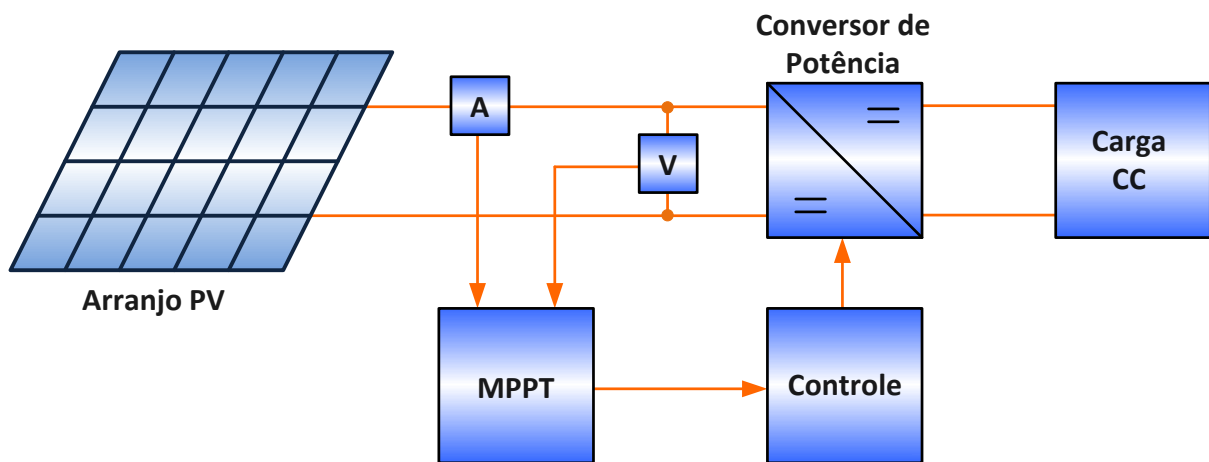 Conversor de
Potência
A
V
Carga
CC
Arranjo PV
MPPT
Controle